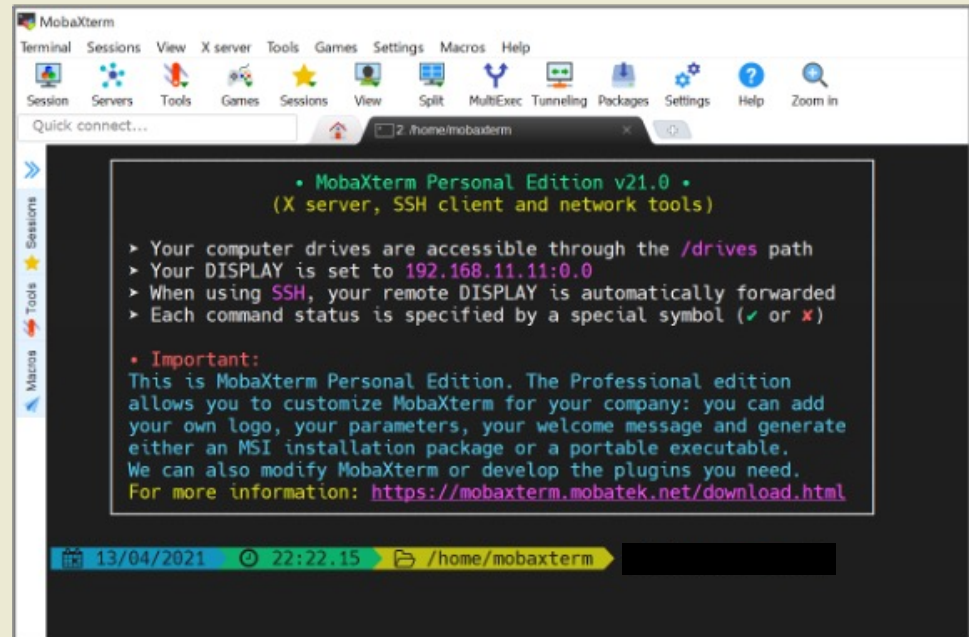 MobaXterm
Terminal Sessions View X server Tools Games Settings Macros Help
Session Servers Tools Games Sessions View Split MultiExec Tunneling Packages Settings Help Zoom in
Quick connect...
2. /home/mobaxterm
• MobaXterm Personal Edition v21.0 •
(X server, SSH client and network tools)
➤ Your computer drives are accessible through the /drives path
➤ Your DISPLAY is set to 192.168.11.11:0.0
➤ When using SSH, your remote DISPLAY is automatically forwarded
➤ Each command status is specified by a special symbol (✔ or ✘)
• Important:
This is MobaXterm Personal Edition. The Professional edition
allows you to customize MobaXterm for your company: you can add
your own logo, your parameters, your welcome message and generate
either an MSI installation package or a portable executable.
We can also modify MobaXterm or develop the plugins you need.
For more information: https://mobaxterm.mobatek.net/download.html
13/04/2021 22:22.15 /home/mobaxterm
Sessions
Tools
Macros